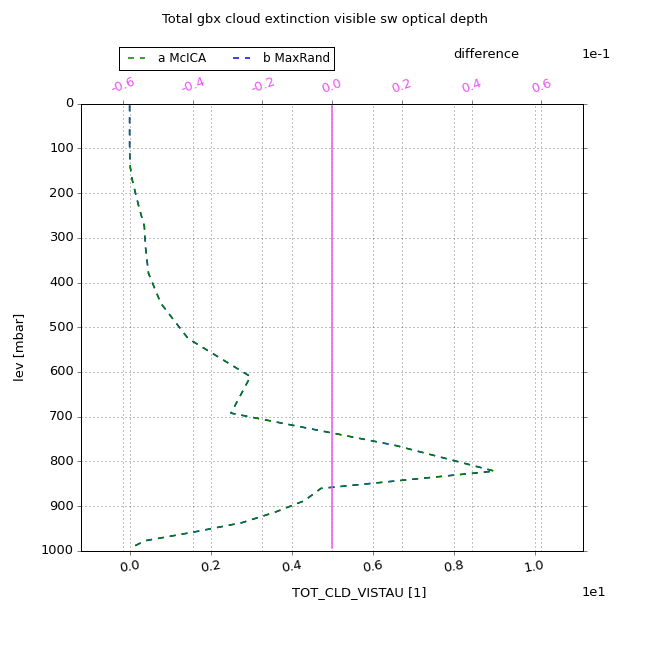 Total gbx cloud extinction visible sw optical depth
a McICA b MaxRand
difference 1e-1
-0.6 -0.4 -0.2 0.0 0.2 0.4 0.6
0
100
200
300
400
500
600
700
800
900
1000
lev [mbar]
0.0 0.2 0.4 0.6 0.8 1.0
TOT_CLD_VISTAU [1] 1e1